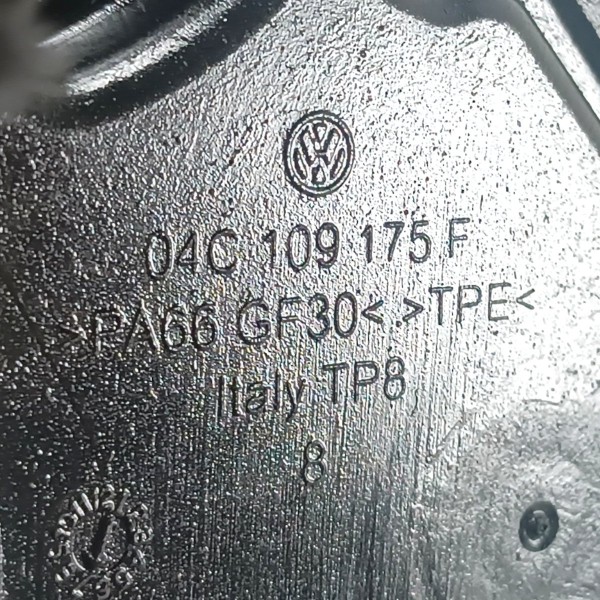 04C 109 175 F
>PA66 GF30< >TPE<
Italy TP8
8